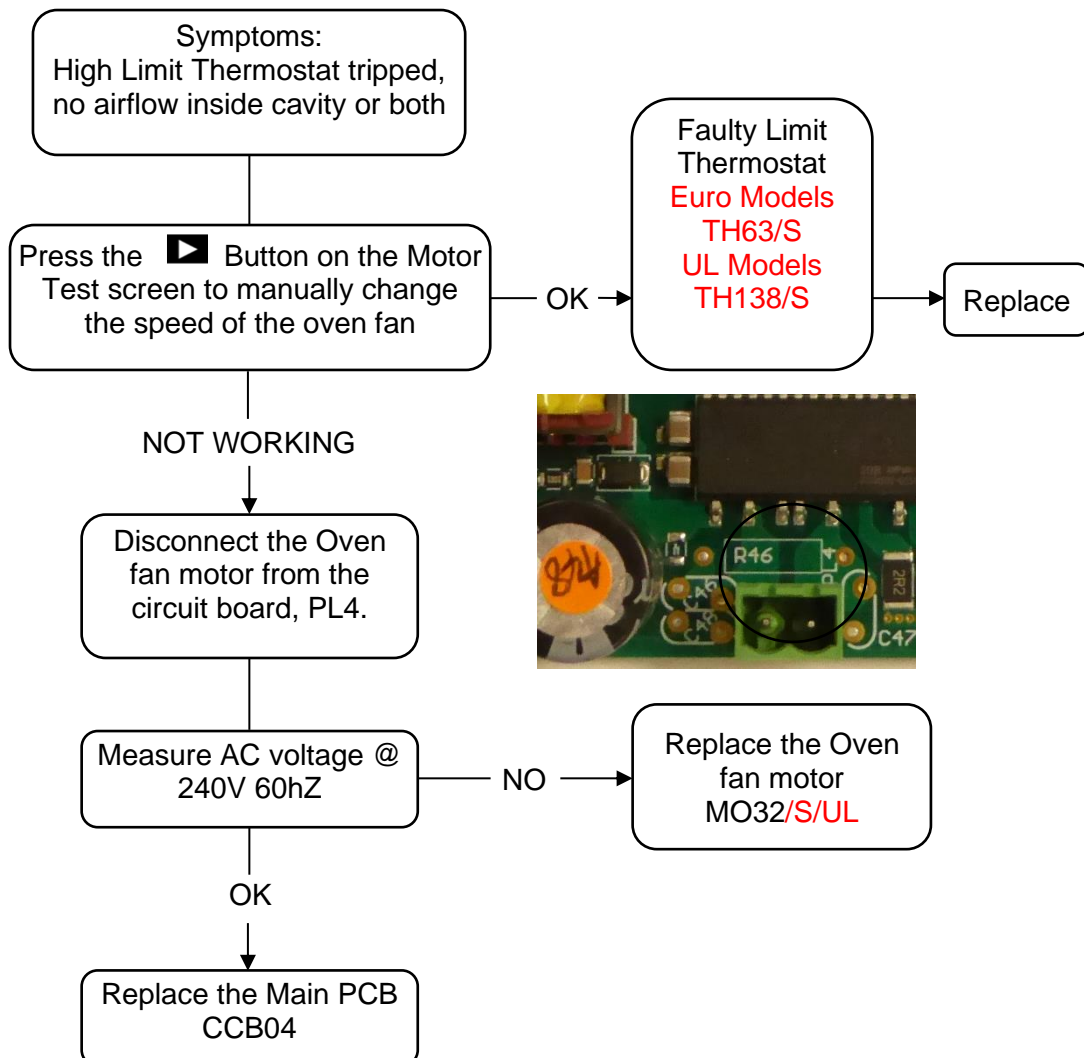 Symptoms:
High Limit Thermostat tripped,
no airflow inside cavity or both
Faulty Limit
Thermostat
Euro Models
TH63/S
UL Models
TH138/S
Press the Button on the Motor
Test screen to manually change
the speed of the oven fan
OK
Replace
NOT WORKING
Disconnect the Oven
fan motor from the
circuit board, PL4.
R46
PL4
2R2
C47
Measure AC voltage @
240V 60hZ
NO
Replace the Oven
fan motor
MO32/S/UL
OK
Replace the Main PCB
CCB04